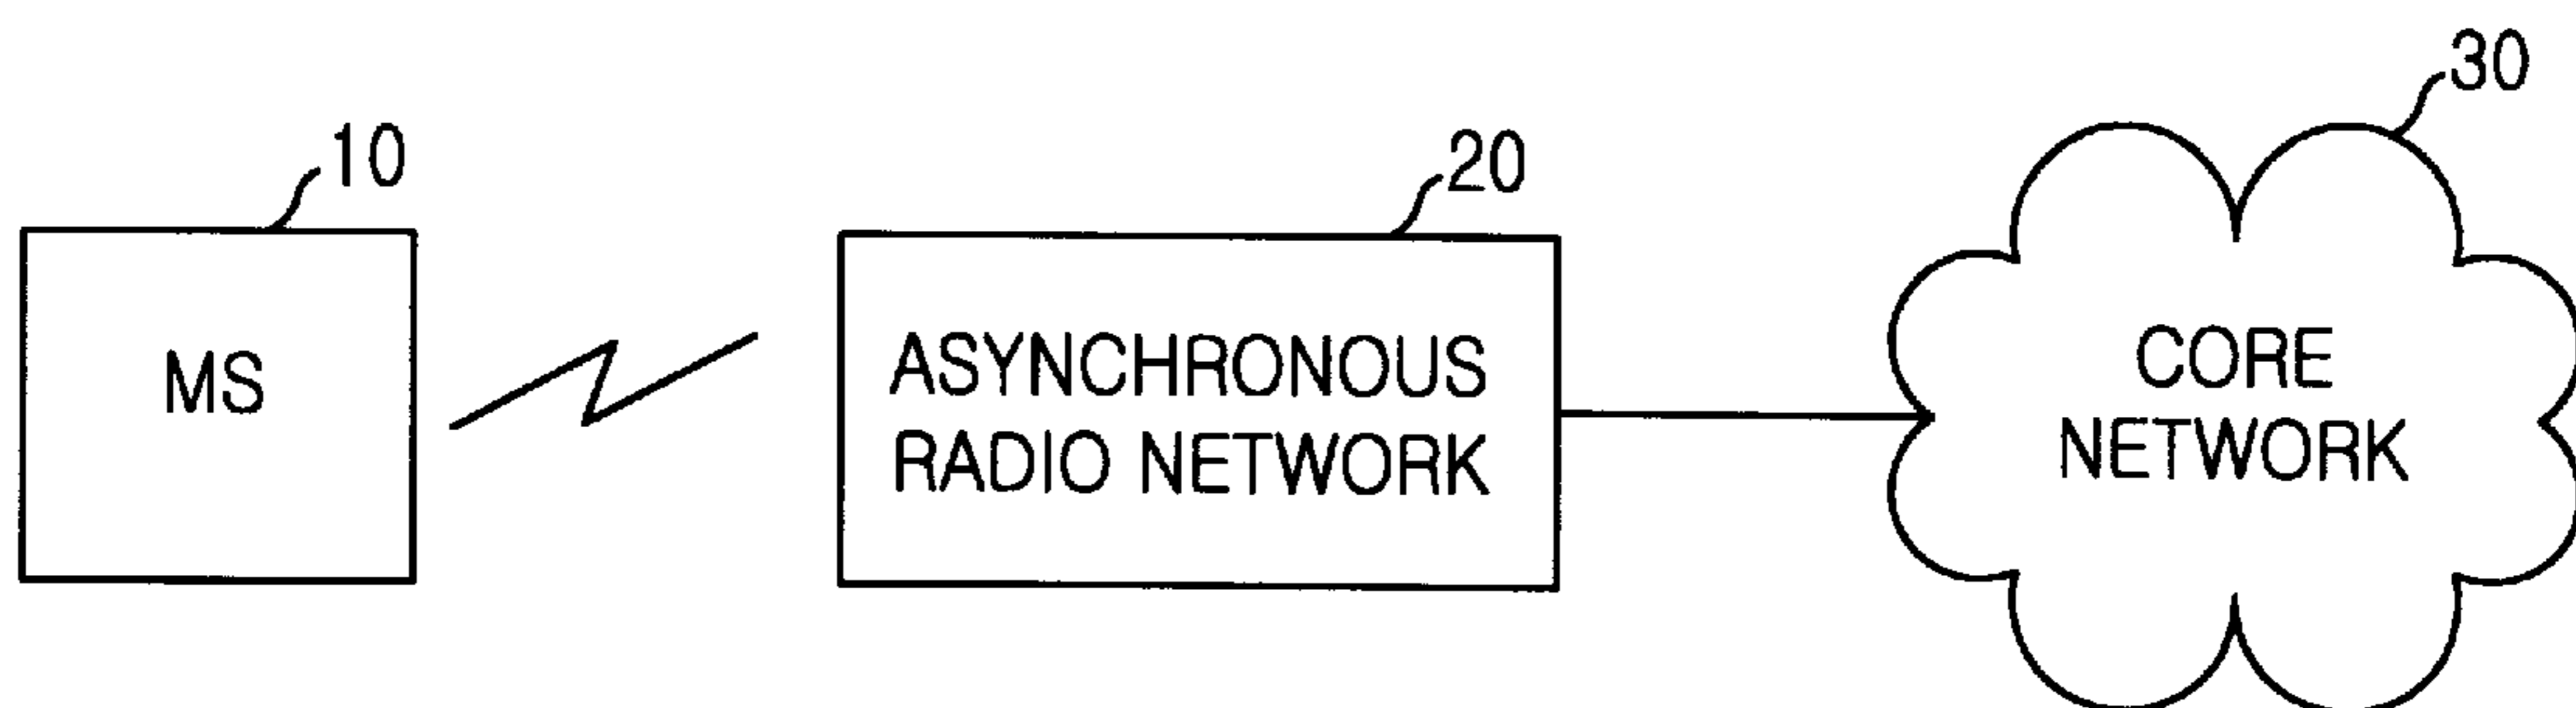 10
MS
20
ASYNCHRONOUS
RADIO NETWORK
30
CORE
NETWORK